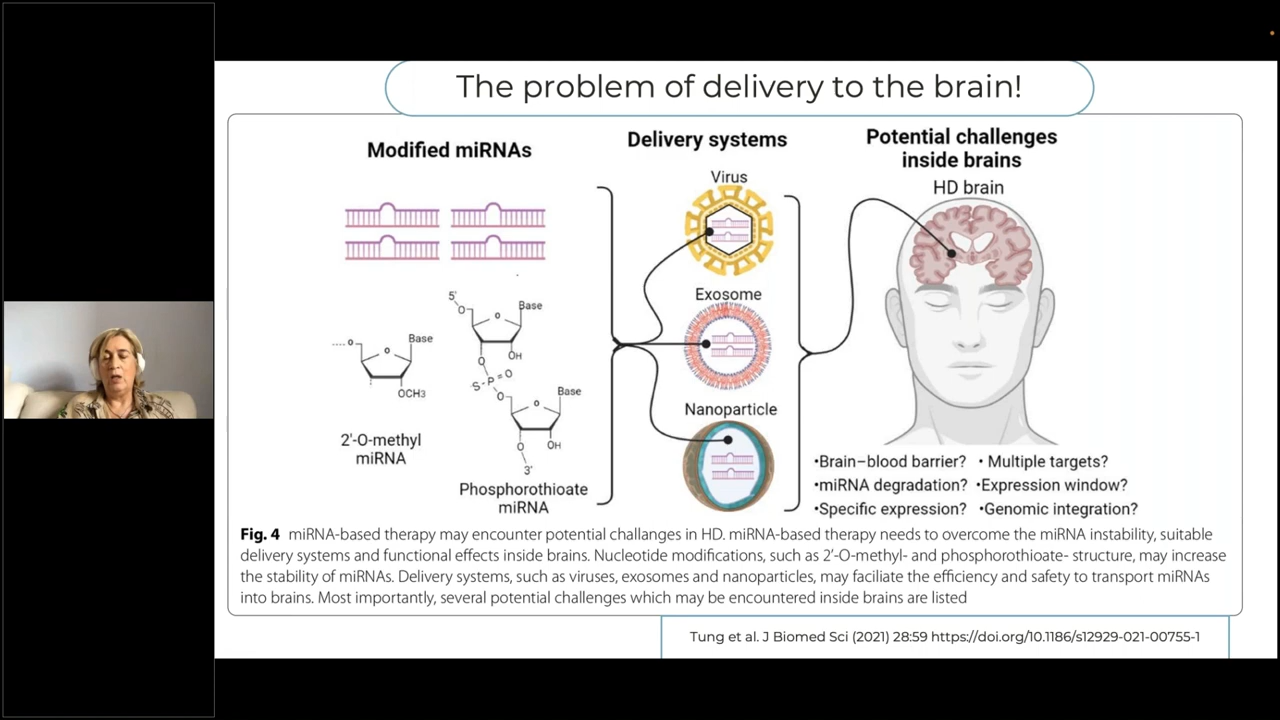 The problem of delivery to the brain!
Modified miRNAs
5'
O
Base
O
OH
O
S-P=O
O
Base
O
O
OH
3'
.... O
Base
O
OCH3
2'-O-methyl
miRNA
Phosphorothioate
miRNA
Delivery systems
Virus
Exosome
Nanoparticle
Potential challenges
inside brains
HD brain
•Brain–blood barrier? • Multiple targets?
•miRNA degradation? •Expression window?
•Specific expression? •Genomic integration?
Fig. 4 miRNA-based therapy may encounter potential challanges in HD. miRNA-based therapy needs to overcome the miRNA instability, suitable
delivery systems and functional effects inside brains. Nucleotide modifications, such as 2′-O-methyl- and phosphorothioate- structure, may increase
the stability of miRNAs. Delivery systems, such as viruses, exosomes and nanoparticles, may faciliate the efficiency and safety to transport miRNAs
into brains. Most importantly, several potential challenges which may be encountered inside brains are listed
Tung et al. J Biomed Sci (2021) 28:59 https://doi.org/10.1186/s12929-021-00755-1